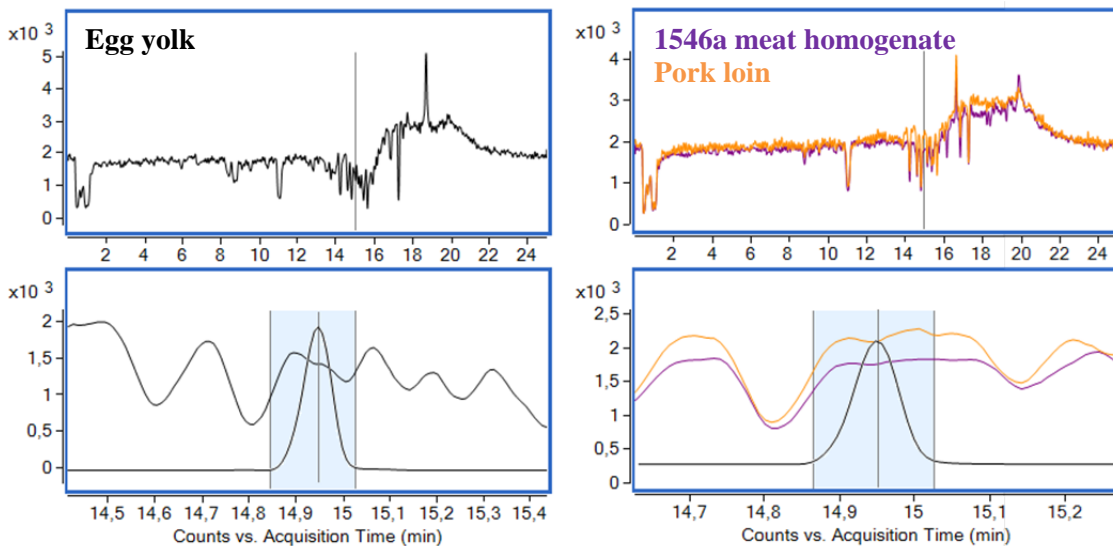 Egg yolk
x10 3
5
4
3
2
1
0
2 4 6 8 10 12 14 16 18 20 22 24
1546a meat homogenate
Pork loin
x10 3
4
3
2
1
0
2 4 6 8 10 12 14 16 18 20 22 24
x10 3
2
1,5
1
0,5
0
14,5 14,6 14,7 14,8 14,9 15 15,1 15,2 15,3 15,4
Counts vs. Acquisition Time (min)
x10 3
2,5
2
1,5
1
0,5
0
14,7 14,8 14,9 15 15,1 15,2
Counts vs. Acquisition Time (min)